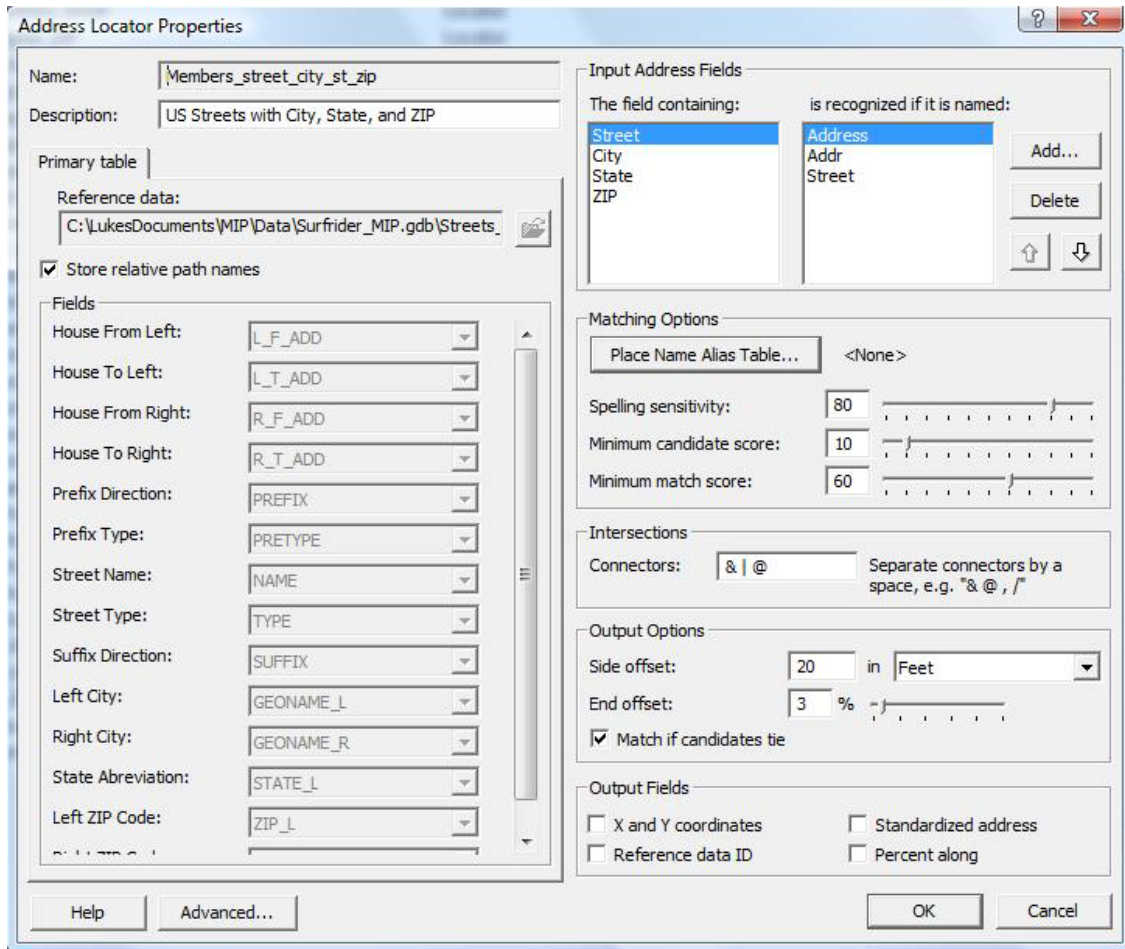 Address Locator Properties
Name:
Members_street_city_st_zip
Description:
US Streets with City, State, and ZIP
Primary table
Reference data:
C:\LukesDocuments\MIP\Data\Surfrider_MIP.gdb\Streets_
Store relative path names
Fields
House From Left:
L_F_ADD
House To Left:
L_T_ADD
House From Right:
R_F_ADD
House To Right:
R_T_ADD
Prefix Direction:
PREFIX
Prefix Type:
PRETYPE
Street Name:
NAME
Street Type:
TYPE
Suffix Direction:
SUFFIX
Left City:
GEONAME_L
Right City:
GEONAME_R
State Abreviation:
STATE_L
Left ZIP Code:
ZIP_L
Help
Advanced...
Input Address Fields
The field containing:
is recognized if it is named:
Street
City
State
ZIP
Address
Addr
Street
Add...
Delete
Matching Options
Place Name Alias Table...
<None>
Spelling sensitivity:
80
Minimum candidate score:
10
Minimum match score:
60
Intersections
Connectors:
& | @
Separate connectors by a
space, e.g. "& @ , /"
Output Options
Side offset:
20
in
Feet
End offset:
3
%
Match if candidates tie
Output Fields
X and Y coordinates
Standardized address
Reference data ID
Percent along
OK
Cancel